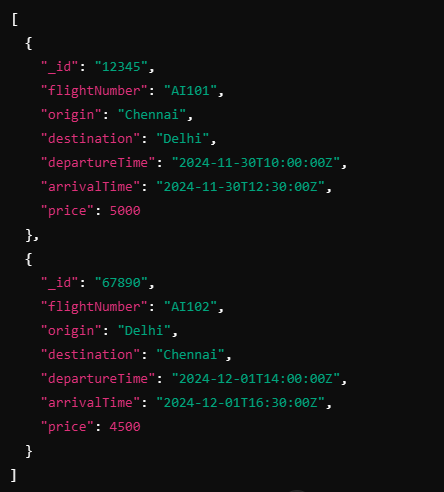 [
  {
    "_id": "12345",
    "flightNumber": "AI101",
    "origin": "Chennai",
    "destination": "Delhi",
    "departureTime": "2024-11-30T10:00:00Z",
    "arrivalTime": "2024-11-30T12:30:00Z",
    "price": 5000
  },
  {
    "_id": "67890",
    "flightNumber": "AI102",
    "origin": "Delhi",
    "destination": "Chennai",
    "departureTime": "2024-12-01T14:00:00Z",
    "arrivalTime": "2024-12-01T16:30:00Z",
    "price": 4500
  }
]